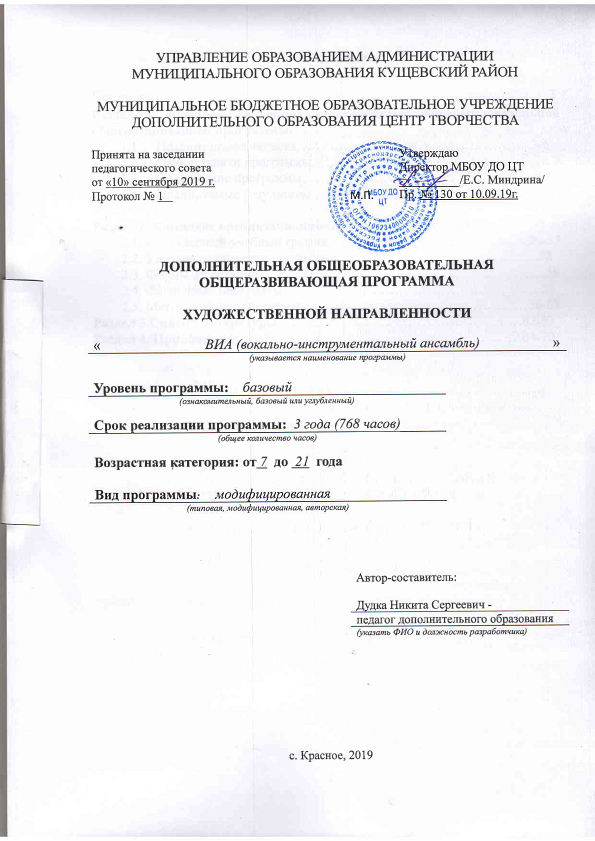 УПРАВЛЕНИЕ ОБРАЗОВАНИЕМ АДМИНИСТРАЦИИ
МУНИЦИПАЛЬНОГО ОБРАЗОВАНИЯ КУЩЕВСКИЙ РАЙОН
МУНИЦИПАЛЬНОЕ БЮДЖЕТНОЕ ОБРАЗОВАТЕЛЬНОЕ УЧРЕЖДЕНИЕ
ДОПОЛНИТЕЛЬНОГО ОБРАЗОВАНИЯ ЦЕНТР ТВОРЧЕСТВА
Принята на заседании
педагогического совета
от «10» сентября 2019 г.
Протокол № 1
Утверждаю
Директор МБОУ ДО ЦТ
/Е.С. Миндрина/
М.П. Пр. № 130 от 10.09.19г.
МБОУ ДО
ЦТ
ДОПОЛНИТЕЛЬНАЯ ОБЩЕОБРАЗОВАТЕЛЬНАЯ
ОБЩЕРАЗВИВАЮЩАЯ ПРОГРАММА
ХУДОЖЕСТВЕННОЙ НАПРАВЛЕННОСТИ
« ВИА (вокально-инструментальный ансамбль) »
(указывается наименование программы)
Уровень программы: базовый
(ознакомительный, базовый или углубленный)
Срок реализации программы: 3 года (768 часов)
(общее количество часов)
Возрастная категория: от 7 до 21 года
Вид программы: модифицированная
(типовая, модифицированная, авторская)
Автор-составитель:
Дудка Никита Сергеевич -
педагог дополнительного образования
(указать ФИО и должность разработчика)
с. Красное, 2019